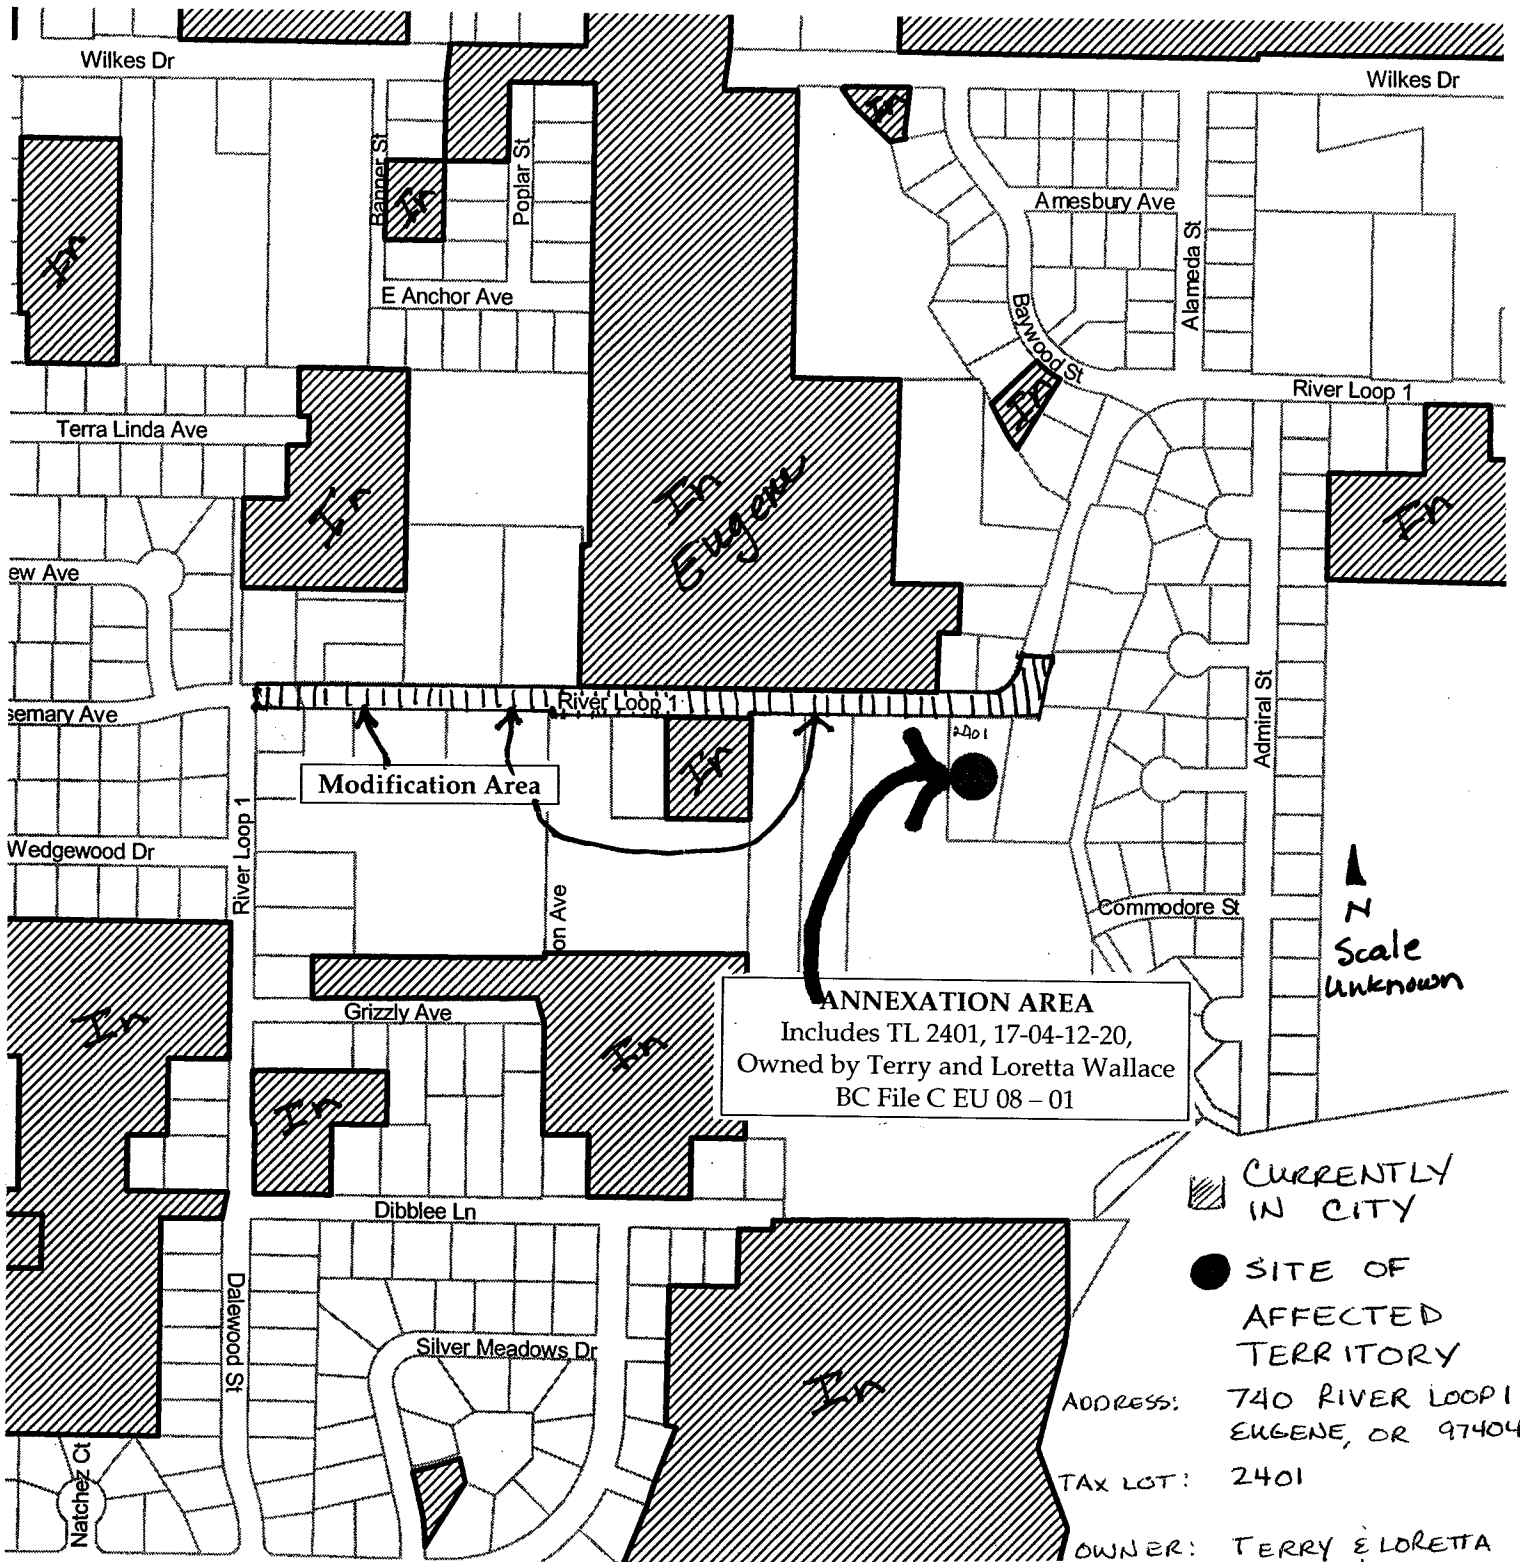 Wilkes Dr
Wilkes Dr
In
Banner St
In
Poplar St
Amesbury Ave
In
Alameda St
E Anchor Ave
Baywood St
In
River Loop 1
Terra Linda Ave
In
In
Eugene
In
ew Ave
River Loop 1
semary Ave
Admiral St
2401
In
Modification Area
River Loop 1
Wedgewood Dr
on Ave
Commodore St
N
Scale
Unknown
In
Grizzly Ave
In
ANNEXATION AREA
Includes TL 2401, 17-04-12-20,
Owned by Terry and Loretta Wallace
BC File C EU 08 – 01
In
CURRENTLY
IN CITY
Dibblee Ln
SITE OF
AFFECTED
TERRITORY
Dalewood St
Silver Meadows Dr
In
ADDRESS: 740 RIVER LOOP 1
EUGENE, OR 97404
Natchez Ct
TAX LOT: 2401
OWNER: TERRY & LORETTA